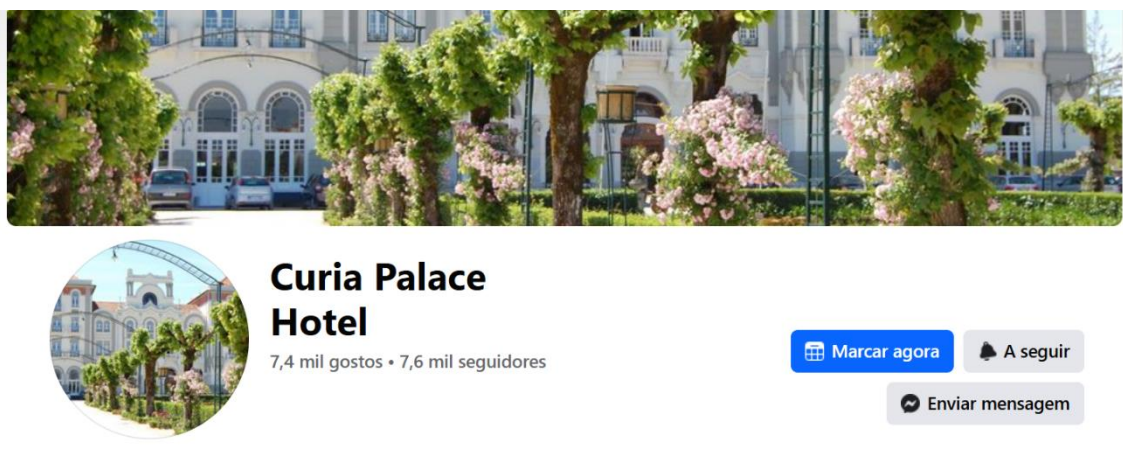 Curia Palace
Hotel
7,4 mil gostos • 7,6 mil seguidores
Marcar agora
A seguir
Enviar mensagem